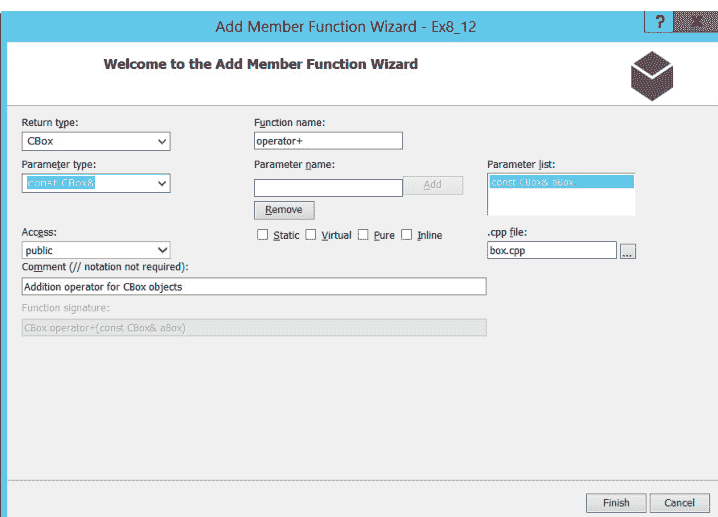 Add Member Function Wizard - Ex8_12
?
Welcome to the Add Member Function Wizard
Return type:
Function name:
CBox
operator+
Parameter type:
Parameter name:
Parameter list:
const CBox&
Add
const CBox& aBox
Remove
Access:
Static
Virtual
Pure
Inline
.cpp file:
public
box.cpp
...
Comment (// notation not required):
Addition operator for CBox objects
Function signature:
CBox operator+(const CBox& aBox)
Finish
Cancel